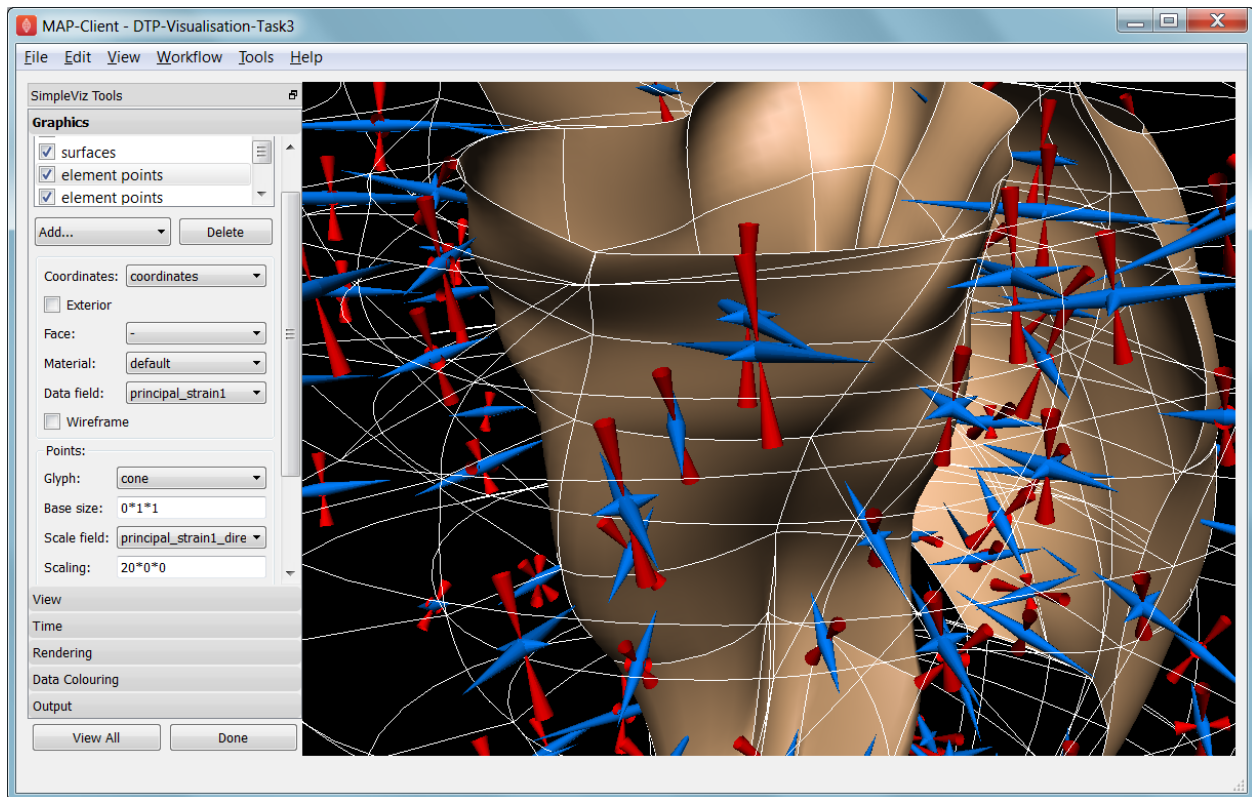 MAP-Client - DTP-Visualisation-Task3
File Edit View Workflow Tools Help
SimpleViz Tools
Graphics
surfaces
element points
element points
Add... Delete
Coordinates: coordinates
Exterior
Face: -
Material: default
Data field: principal_strain1
Wireframe
Points:
Glyph: cone
Base size: 0*1*1
Scale field: principal_strain1_dire
Scaling: 20*0*0
View
Time
Rendering
Data Colouring
Output
View All Done